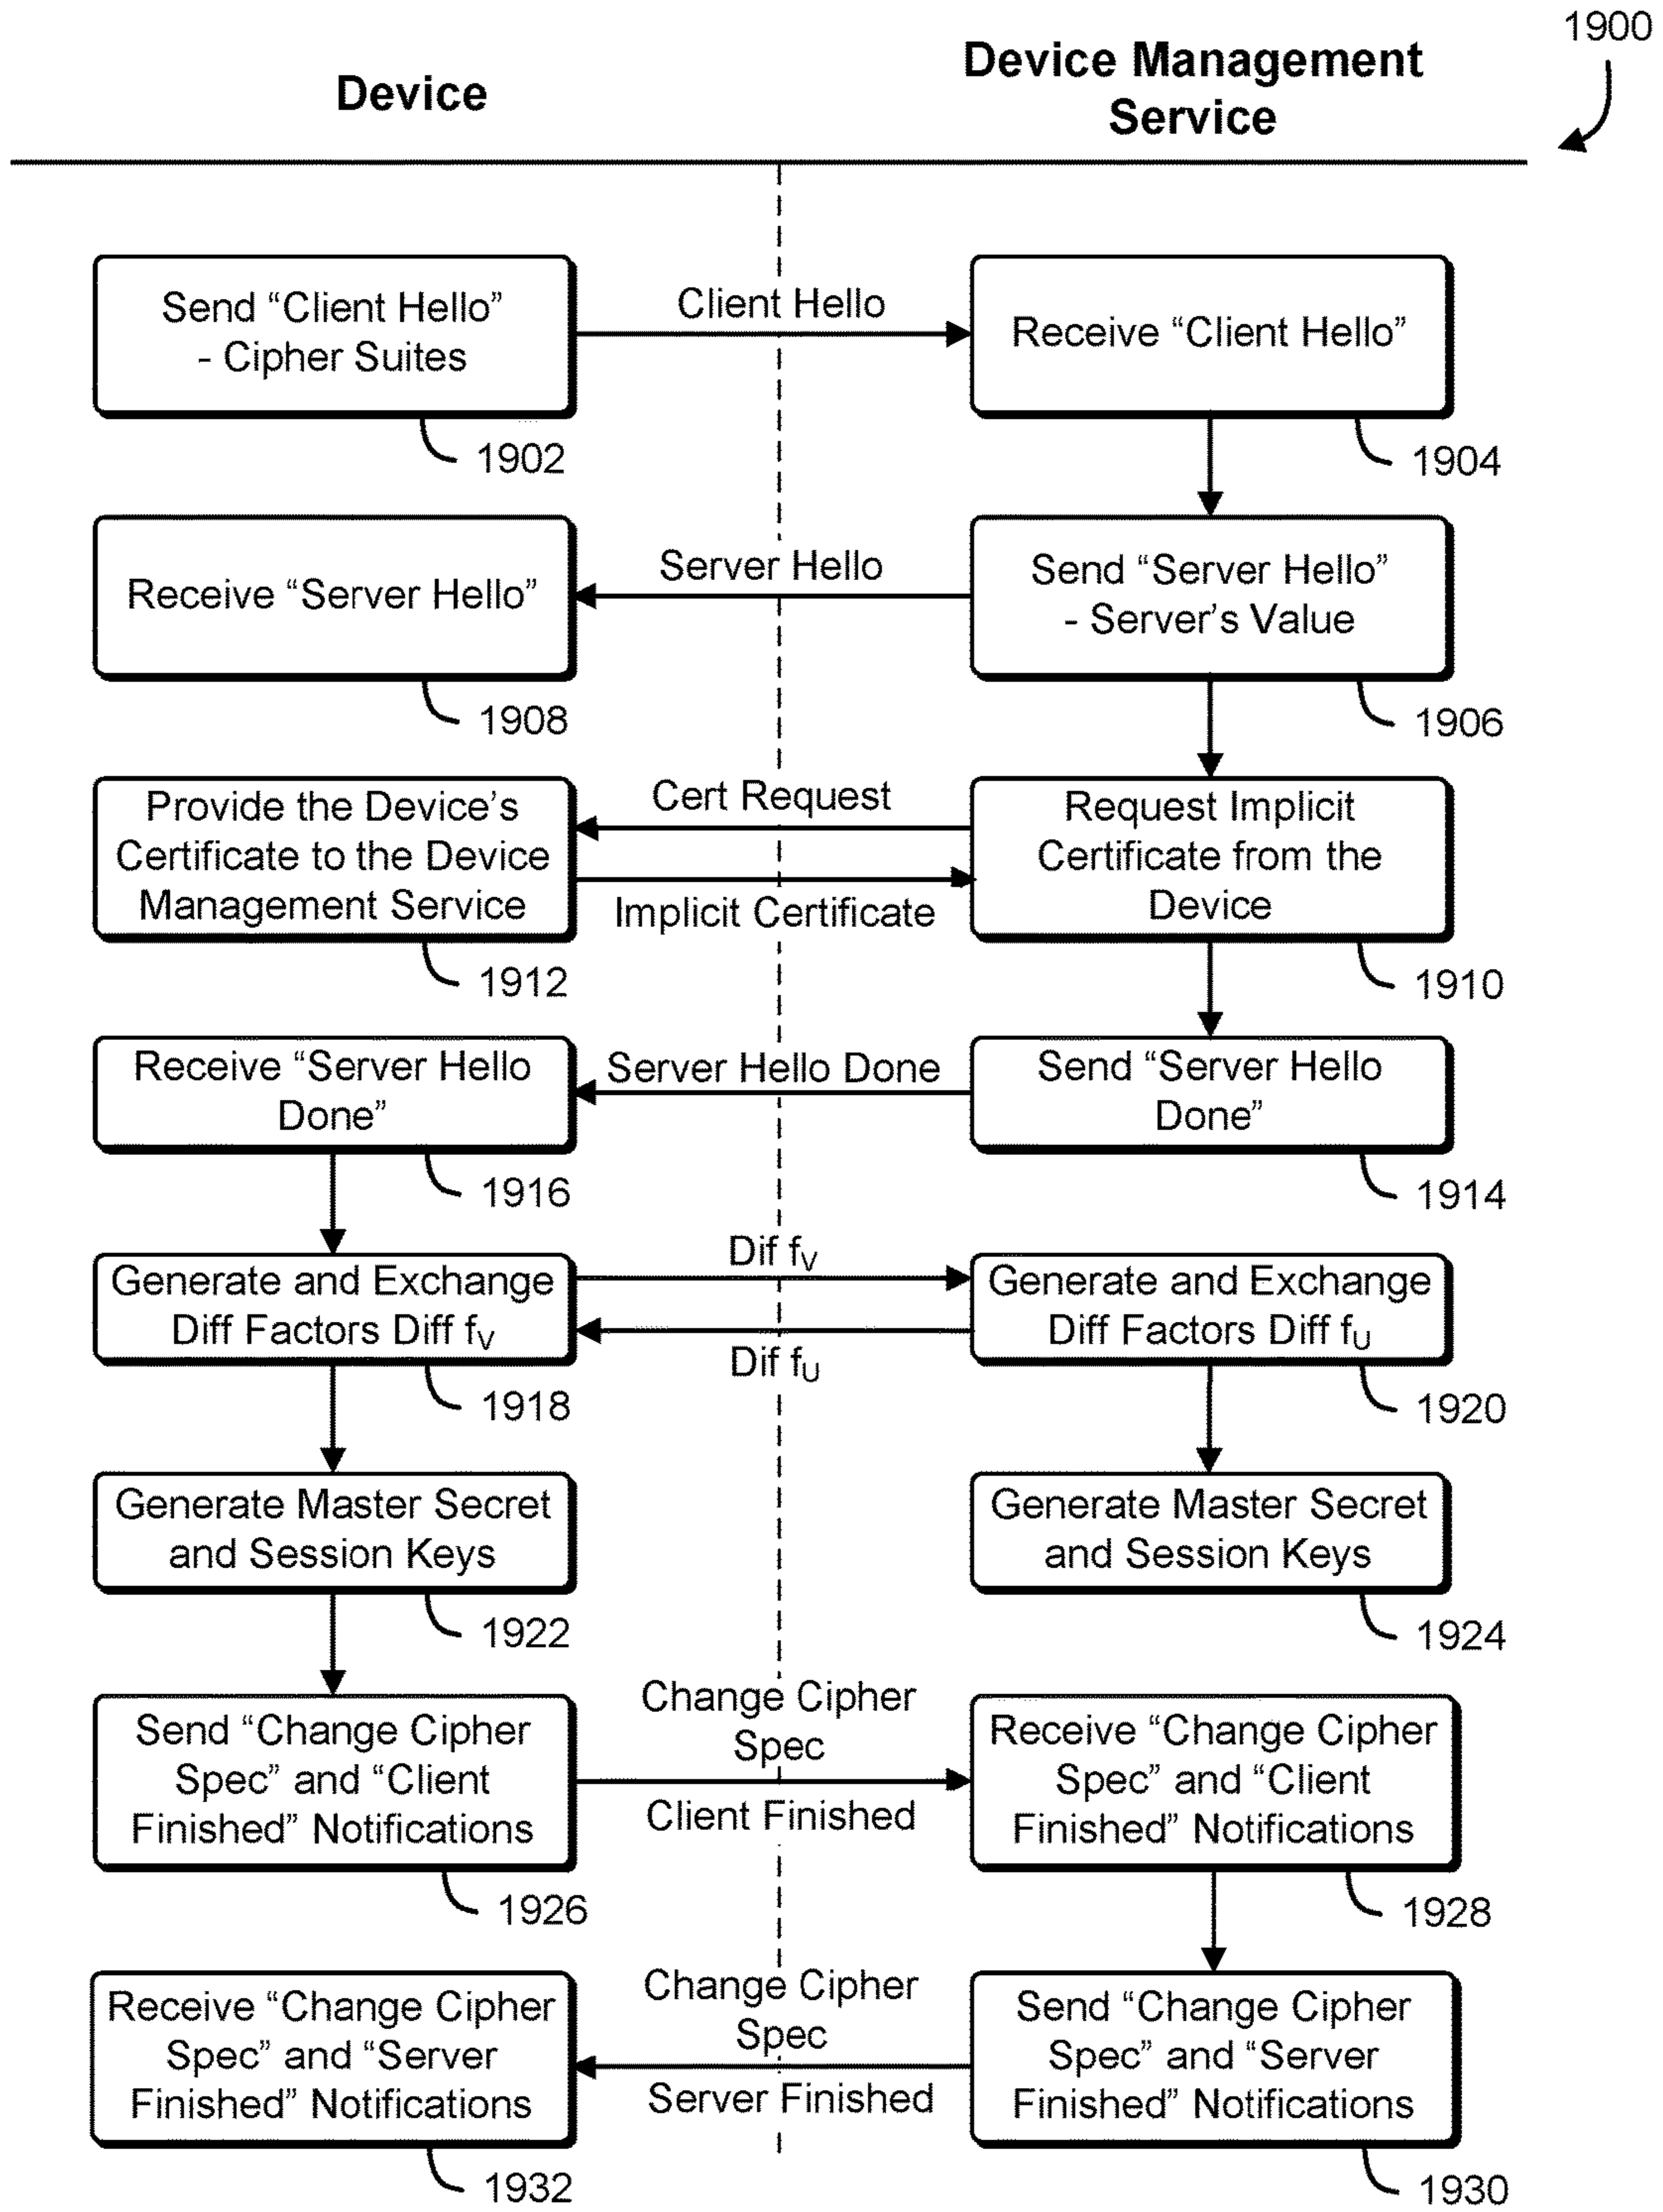 1900
Device
Device Management
Service
Send “Client Hello”
- Cipher Suites
Client Hello
Receive “Client Hello”
1902
1904
Receive “Server Hello”
Server Hello
Send “Server Hello”
- Server’s Value
1908
1906
Provide the Device’s
Certificate to the Device
Management Service
Cert Request
Implicit Certificate
Request Implicit
Certificate from the
Device
1912
1910
Receive “Server Hello
Done”
Server Hello Done
Send “Server Hello
Done”
1916
1914
Generate and Exchange
Diff Factors Diff fV
Dif fV
Dif fU
Generate and Exchange
Diff Factors Diff fU
1918
1920
Generate Master Secret
and Session Keys
Generate Master Secret
and Session Keys
1922
1924
Send “Change Cipher
Spec” and “Client
Finished” Notifications
Change Cipher
Spec
Client Finished
Receive “Change Cipher
Spec” and “Client
Finished” Notifications
1926
1928
Receive “Change Cipher
Spec” and “Server
Finished” Notifications
Change Cipher
Spec
Server Finished
Send “Change Cipher
Spec” and “Server
Finished” Notifications
1932
1930